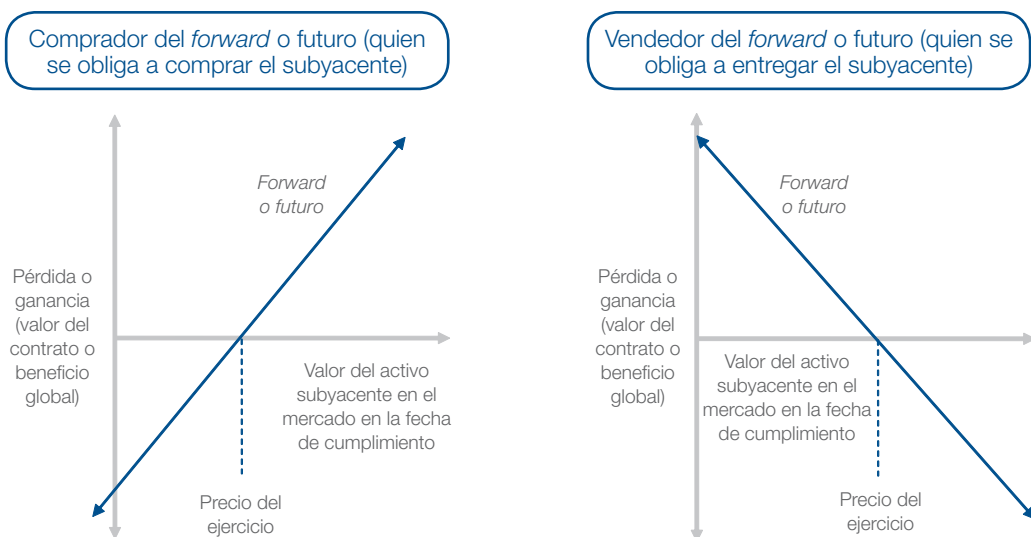 Comprador del forward o futuro (quien
se obliga a comprar el subyacente)
Forward
o futuro
Pérdida o
ganancia
(valor del
contrato o
beneficio
global)
Valor del activo
subyacente en el
mercado en la fecha
de cumplimiento
Precio del
ejercicio
Vendedor del forward o futuro (quien se
obliga a entregar el subyacente)
Forward
o futuro
Pérdida o
ganancia
(valor del
contrato o
beneficio
global)
Valor del activo
subyacente en el
mercado en la fecha
de cumplimiento
Precio del
ejercicio